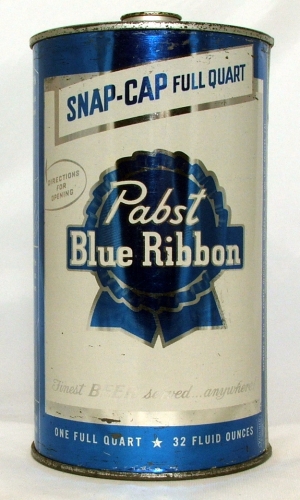 SNAP-CAP FULL QUART
DIRECTIONS
FOR
OPENING
Pabst
Blue Ribbon
Finest BEER served...anywhere
ONE FULL QUART ★ 32 FLUID OUNCES